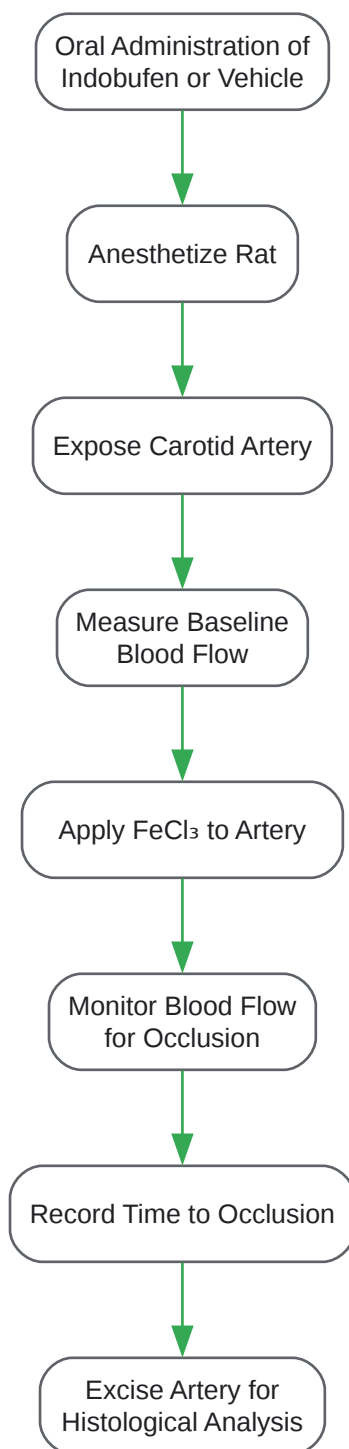 Oral Administration of
Indobufen or Vehicle
Anesthetize Rat
Expose Carotid Artery
Measure Baseline
Blood Flow
Apply FeCl₃ to Artery
Monitor Blood Flow
for Occlusion
Record Time to Occlusion
Excise Artery for
Histological Analysis